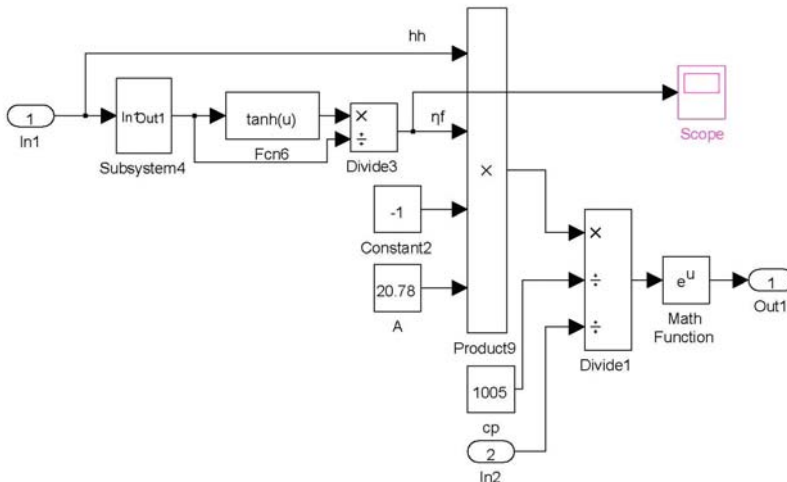 hh
1
In1
In1
Out1
Subsystem4
tanh(u)
Fcn6
×
÷
Divide3
ηf
Scope
-1
Constant2
20.78
A
×
Product9
×
÷
÷
Divide1
e^u
Math
Function
1
Out1
1005
cp
2
In2